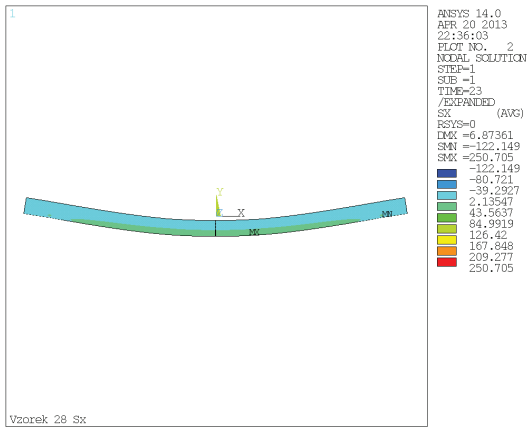 1
ANSYS 14.0
APR 20 2013
22:36:03
PLOT NO. 2
NODAL SOLUTION
STEP=1
SUB =1
TIME=23
/EXPANDED
SX (AVG)
RSYS=0
DMX =6.87361
SMN =-122.149
SMX =250.705
-122.149
-80.721
-39.2927
2.13547
43.5637
84.9919
126.42
167.848
209.277
250.705
Y
X
MN
MX
Vzorek 28 Sx